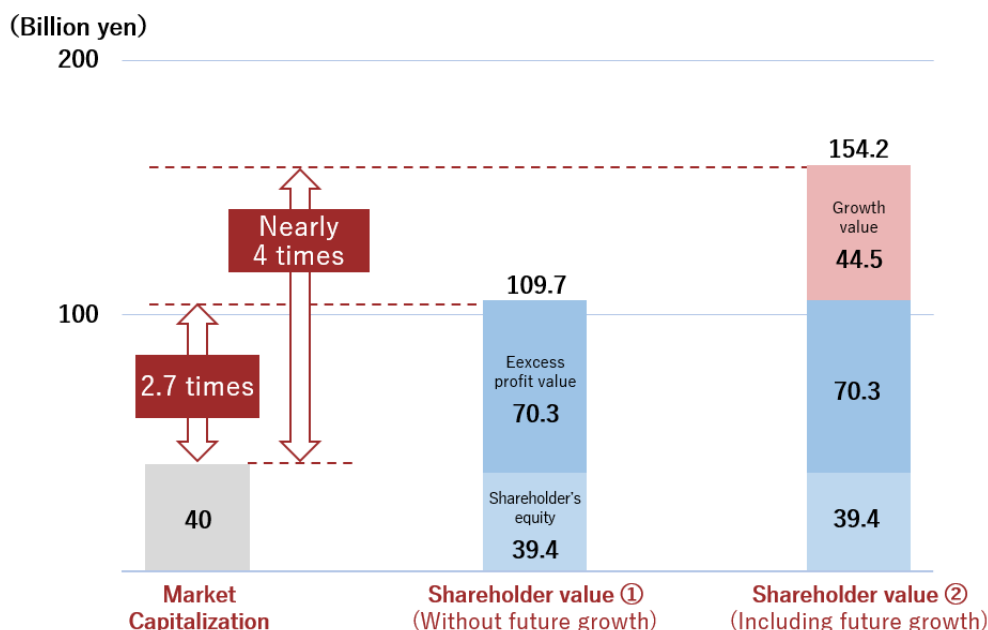 (Billion yen)
200
154.2
Growth
value
44.5
Nearly
4 times
109.7
100
Eexcess
profit value
70.3
70.3
2.7 times
40
Shareholder's
equity
39.4
39.4
Market
Capitalization
Shareholder value ①
(Without future growth)
Shareholder value ②
(Including future growth)